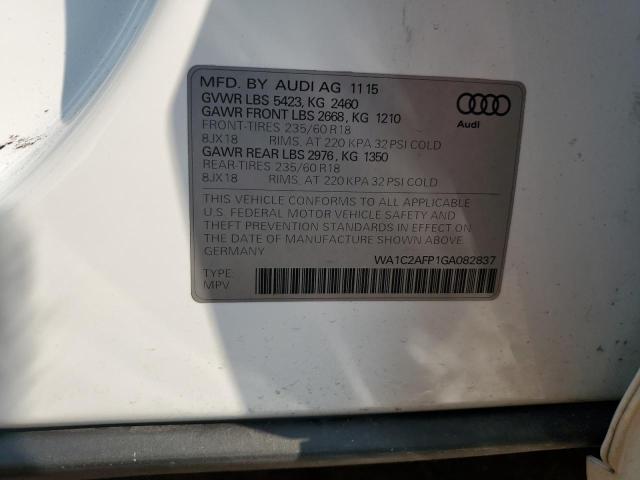 MFD. BY AUDI AG 11 15
GVWR LBS 5423, KG 2460
GAWR FRONT LBS 2668, KG 1210
FRONT-TIRES 235/60 R18
8JX18 RIMS. AT 220 KPA 32 PSI COLD
GAWR REAR LBS 2976, KG 1350
REAR-TIRES 235/60 R18
8JX18 RIMS. AT 220 KPA 32 PSI COLD
Audi
THIS VEHICLE CONFORMS TO ALL APPLICABLE
U.S. FEDERAL MOTOR VEHICLE SAFETY AND
THEFT PREVENTION STANDARDS IN EFFECT ON
THE DATE OF MANUFACTURE SHOWN ABOVE
GERMANY
WA1C2AFP1GA082837
TYPE:
MPV